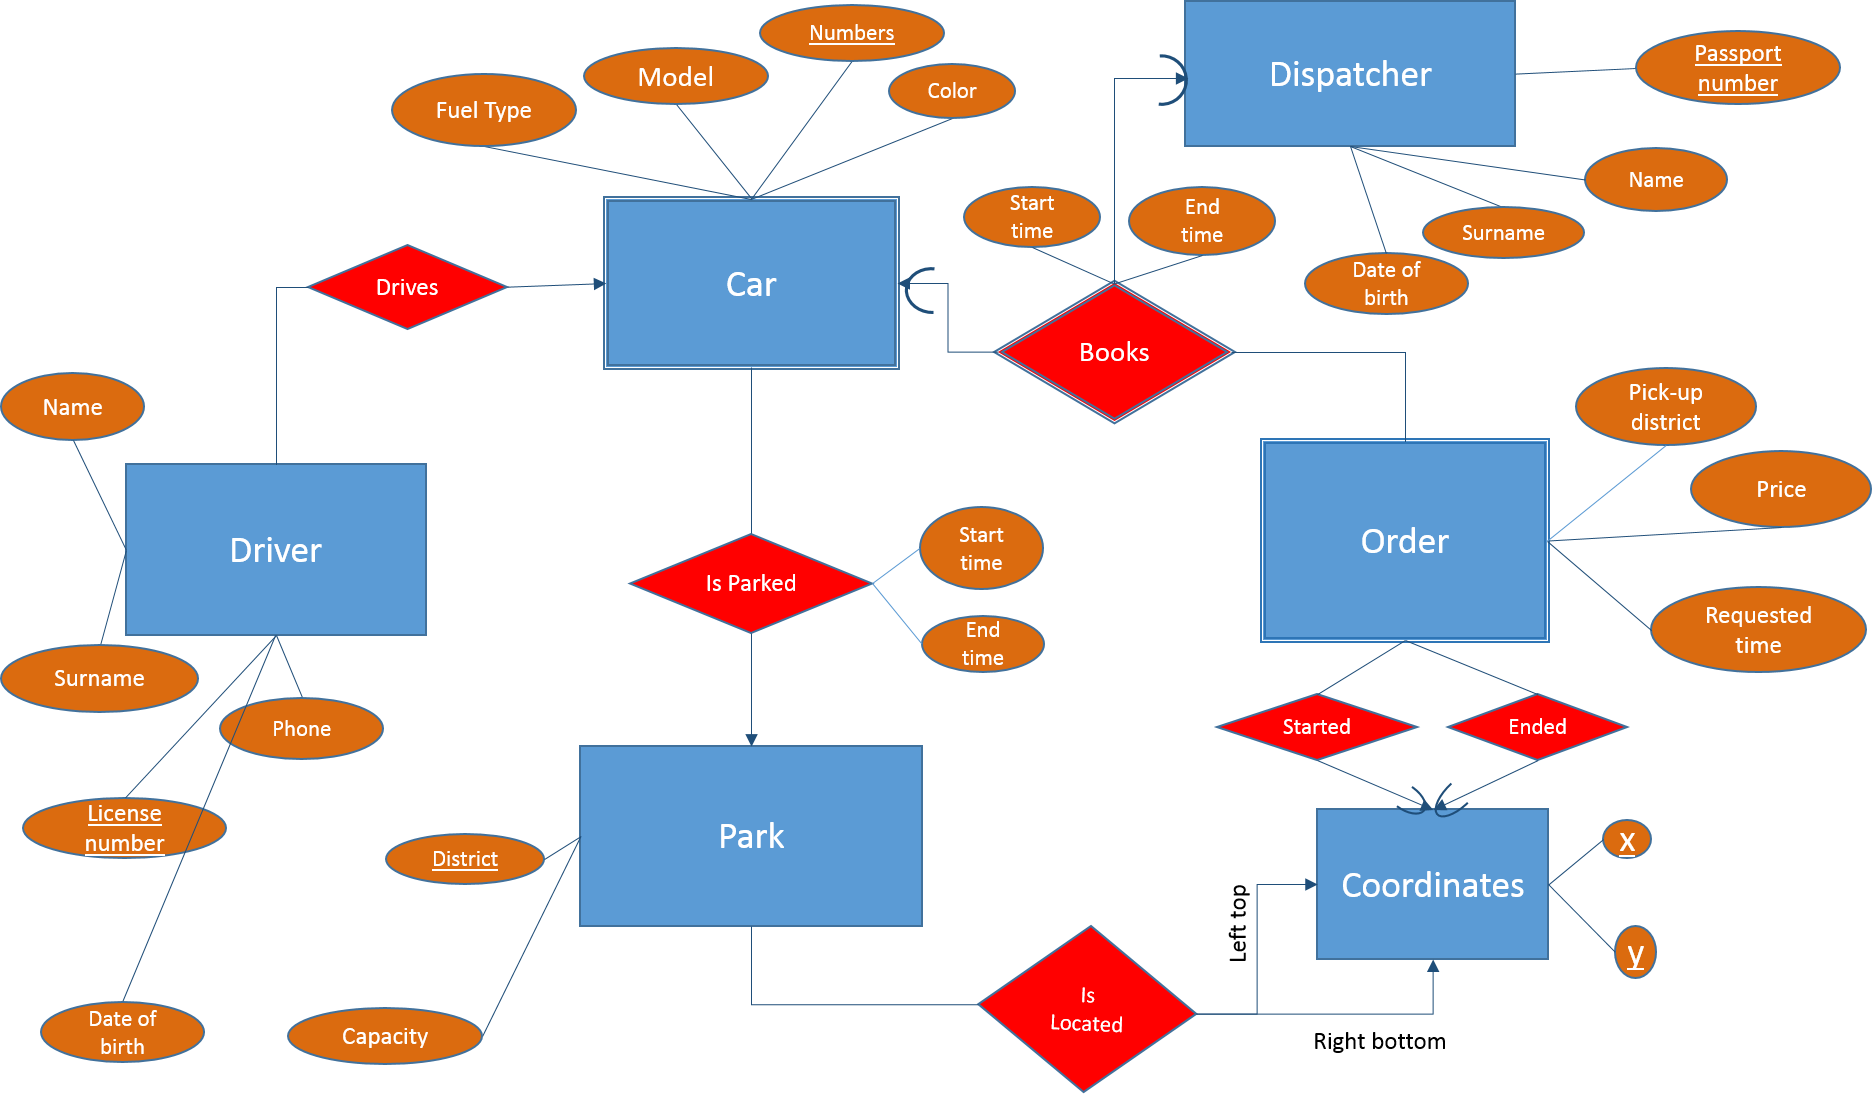 Numbers
Model
Color
Fuel Type
Dispatcher
Passport
number
Name
Surname
Date of
birth
Start
time
End
time
Car
Drives
Books
Name
Pick-up
district
Price
Order
Requested
time
Driver
Start
time
Is Parked
End
time
Surname
Phone
License
number
Started
Ended
Park
District
Coordinates
x
y
Left top
Is
Located
Date of
birth
Capacity
Right bottom